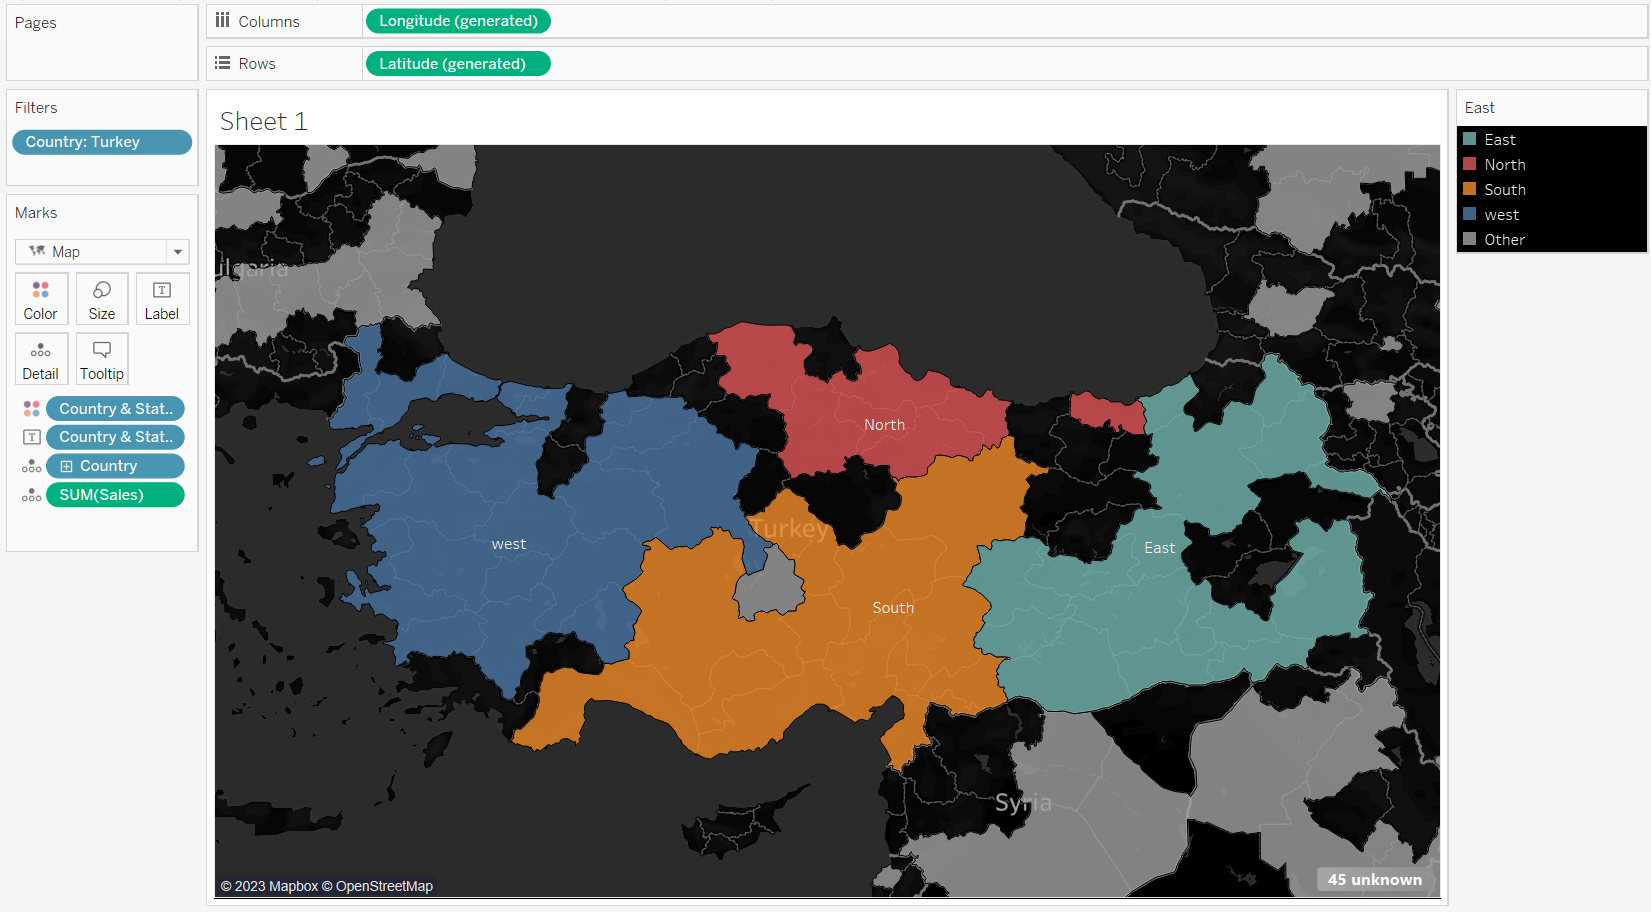 Pages
Columns
Longitude (generated)
Rows
Latitude (generated)
Filters
Country: Turkey
Marks
Map
Color
Size
Label
Detail
Tooltip
Country & Stat..
Country & Stat..
Country
SUM(Sales)
Sheet 1
ulgaria
North
Turkey
west
East
South
Syria
© 2023 Mapbox © OpenStreetMap
45 unknown
East
East
North
South
west
Other